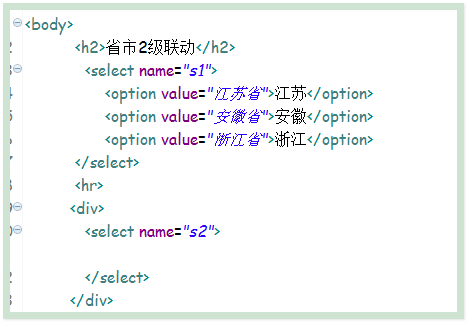 <body>
<h2>省市2级联动</h2>
<select name="s1">
<option value="江苏省">江苏</option>
<option value="安徽省">安徽</option>
<option value="浙江省">浙江</option>
</select>
<hr>
<div>
<select name="s2">
</select>
</div>